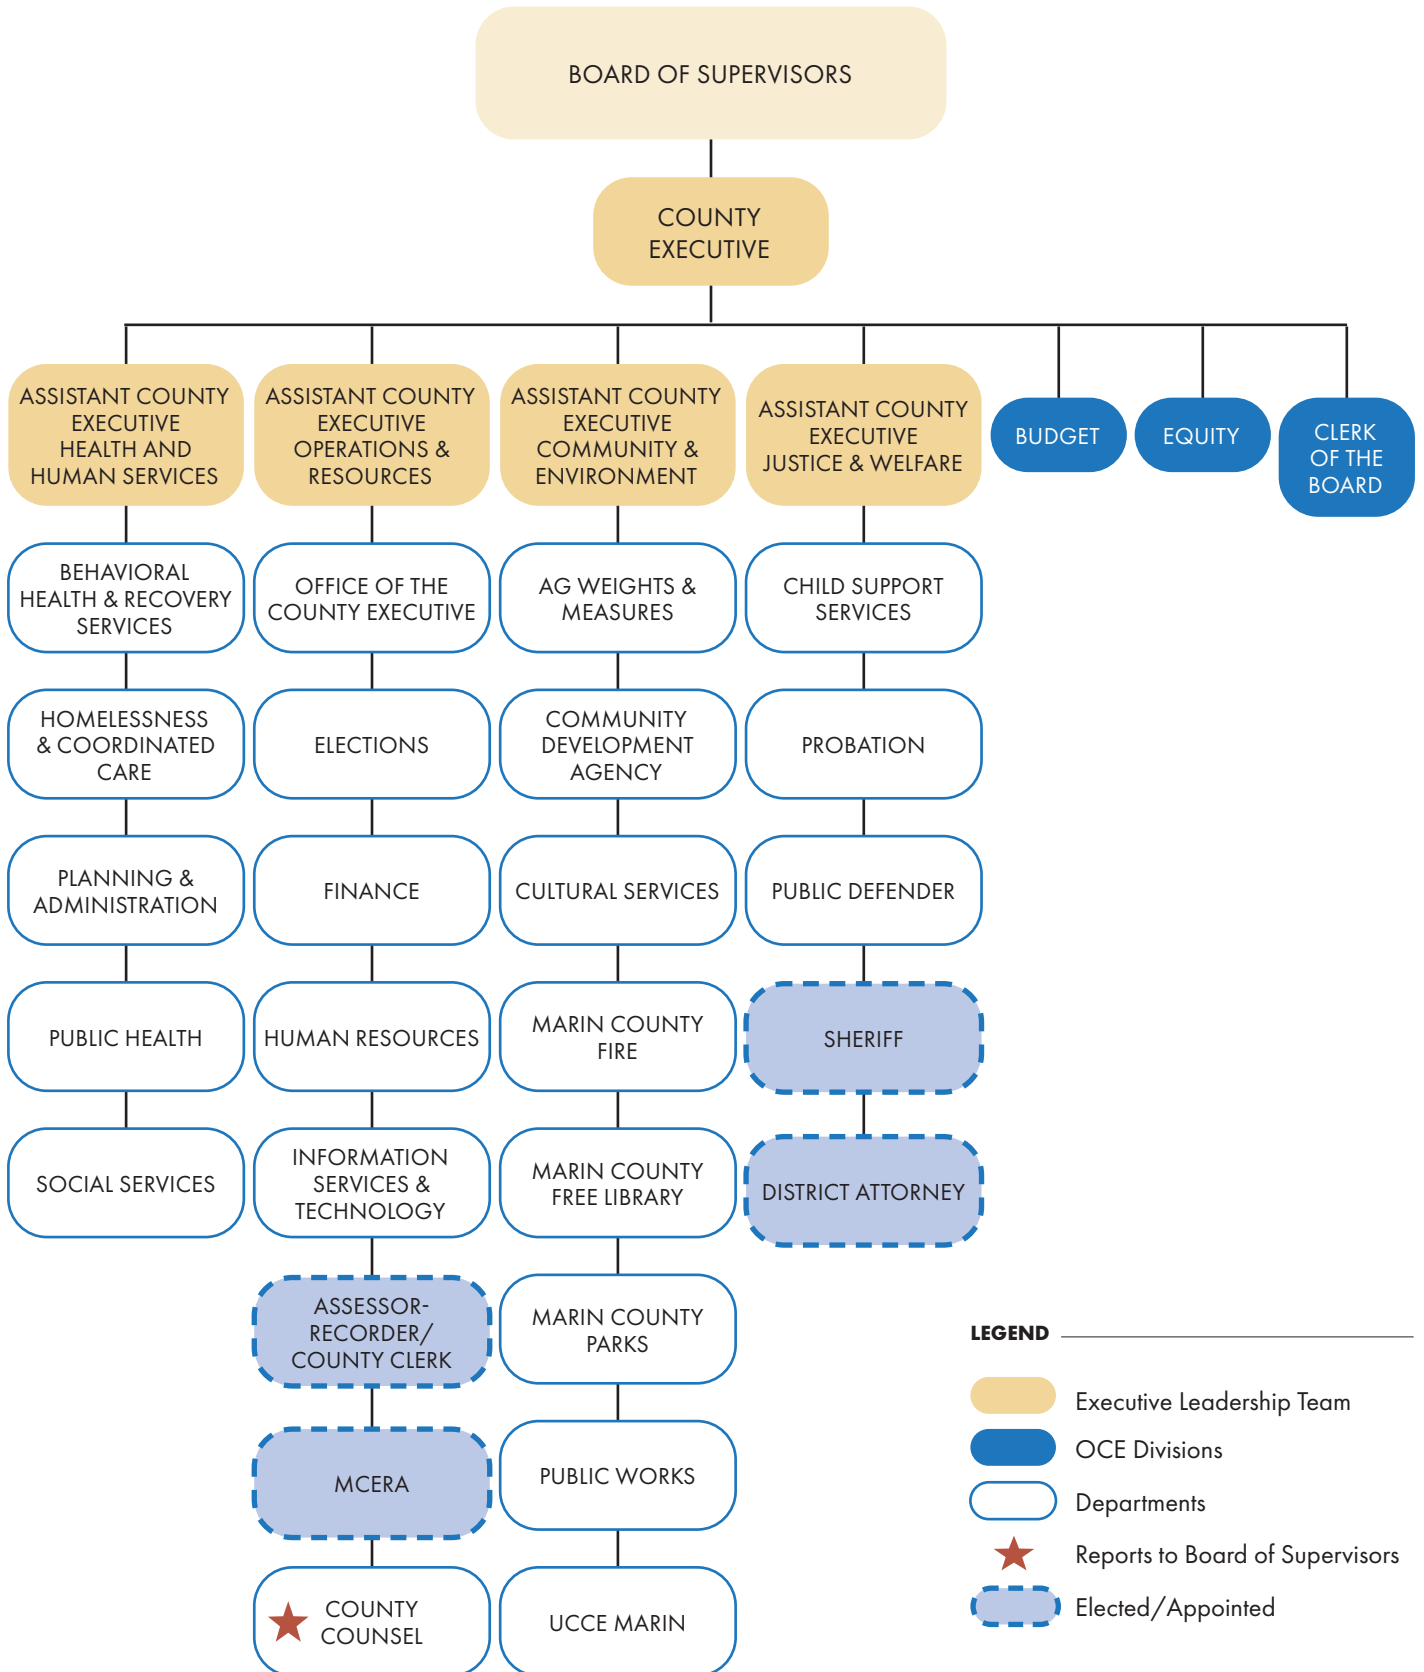 BOARD OF SUPERVISORS
COUNTY
EXECUTIVE
ASSISTANT COUNTY
EXECUTIVE
HEALTH AND
HUMAN SERVICES
ASSISTANT COUNTY
EXECUTIVE
OPERATIONS &
RESOURCES
ASSISTANT COUNTY
EXECUTIVE
COMMUNITY &
ENVIRONMENT
ASSISTANT COUNTY
EXECUTIVE
JUSTICE & WELFARE
BUDGET
EQUITY
CLERK
OF THE
BOARD
BEHAVIORAL
HEALTH & RECOVERY
SERVICES
HOMELESSNESS
& COORDINATED
CARE
PLANNING &
ADMINISTRATION
PUBLIC HEALTH
SOCIAL SERVICES
OFFICE OF THE
COUNTY EXECUTIVE
ELECTIONS
FINANCE
HUMAN RESOURCES
INFORMATION
SERVICES &
TECHNOLOGY
ASSESSOR-
RECORDER/
COUNTY CLERK
MCERA
COUNTY
COUNSEL
AG WEIGHTS &
MEASURES
COMMUNITY
DEVELOPMENT
AGENCY
CULTURAL SERVICES
MARIN COUNTY
FIRE
MARIN COUNTY
FREE LIBRARY
MARIN COUNTY
PARKS
PUBLIC WORKS
UCCE MARIN
CHILD SUPPORT
SERVICES
PROBATION
PUBLIC DEFENDER
SHERIFF
DISTRICT ATTORNEY
LEGEND
Executive Leadership Team
OCE Divisions
Departments
Reports to Board of Supervisors
Elected/Appointed